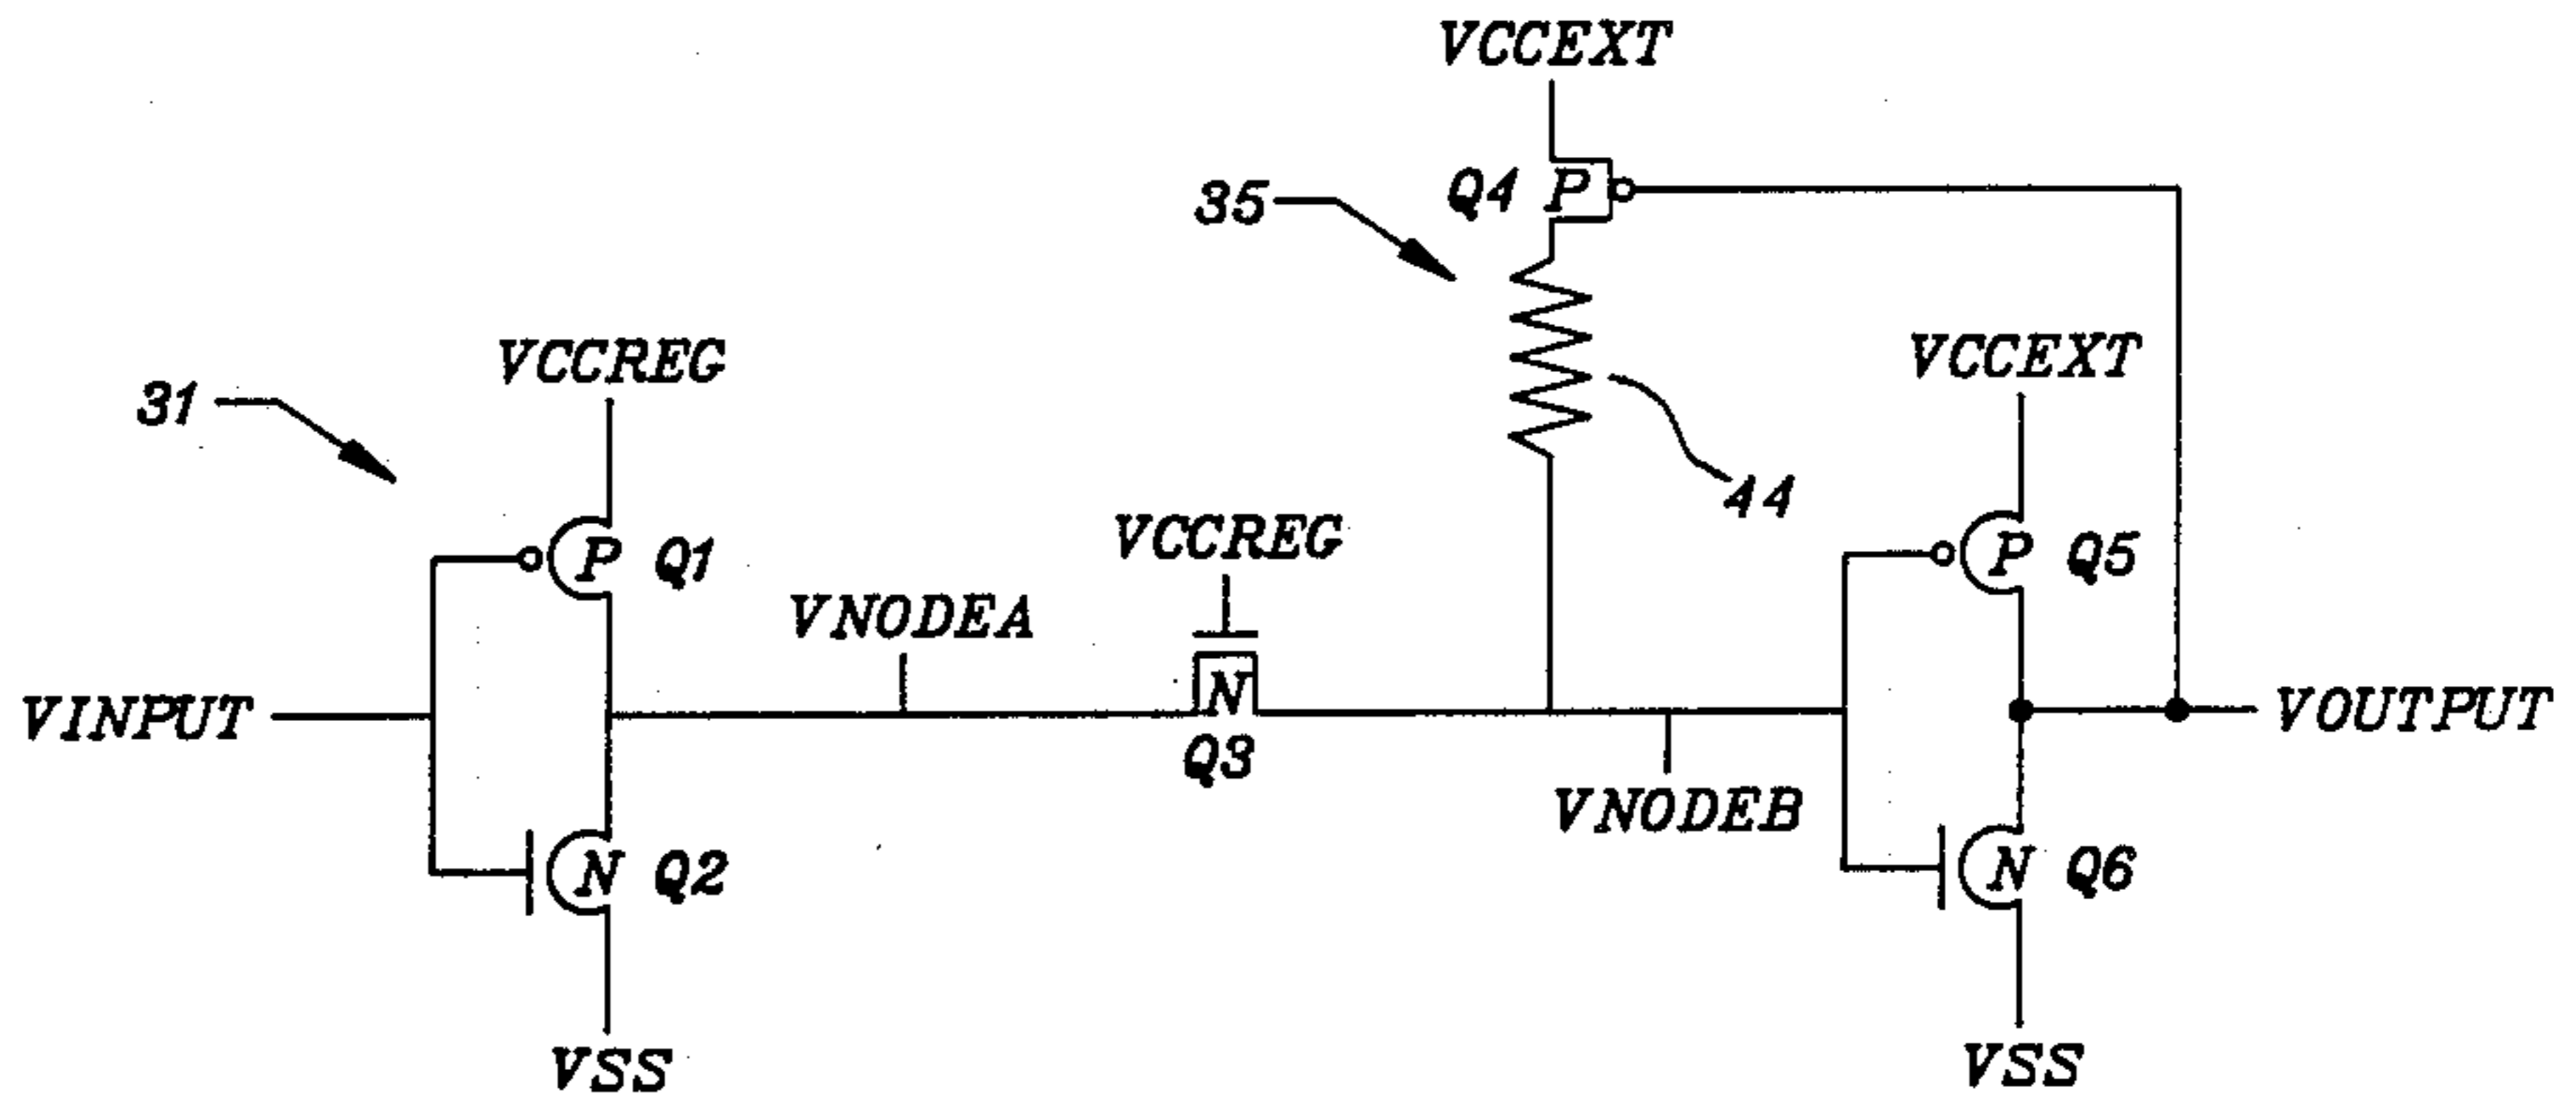 VCCEXT
Q4 P
35
VCCREG
VCCEXT
31
44
VCCREG
P Q1
P Q5
VNODEA
N
VINPUT
VOUTPUT
Q3
VNODEB
N Q2
N Q6
VSS
VSS